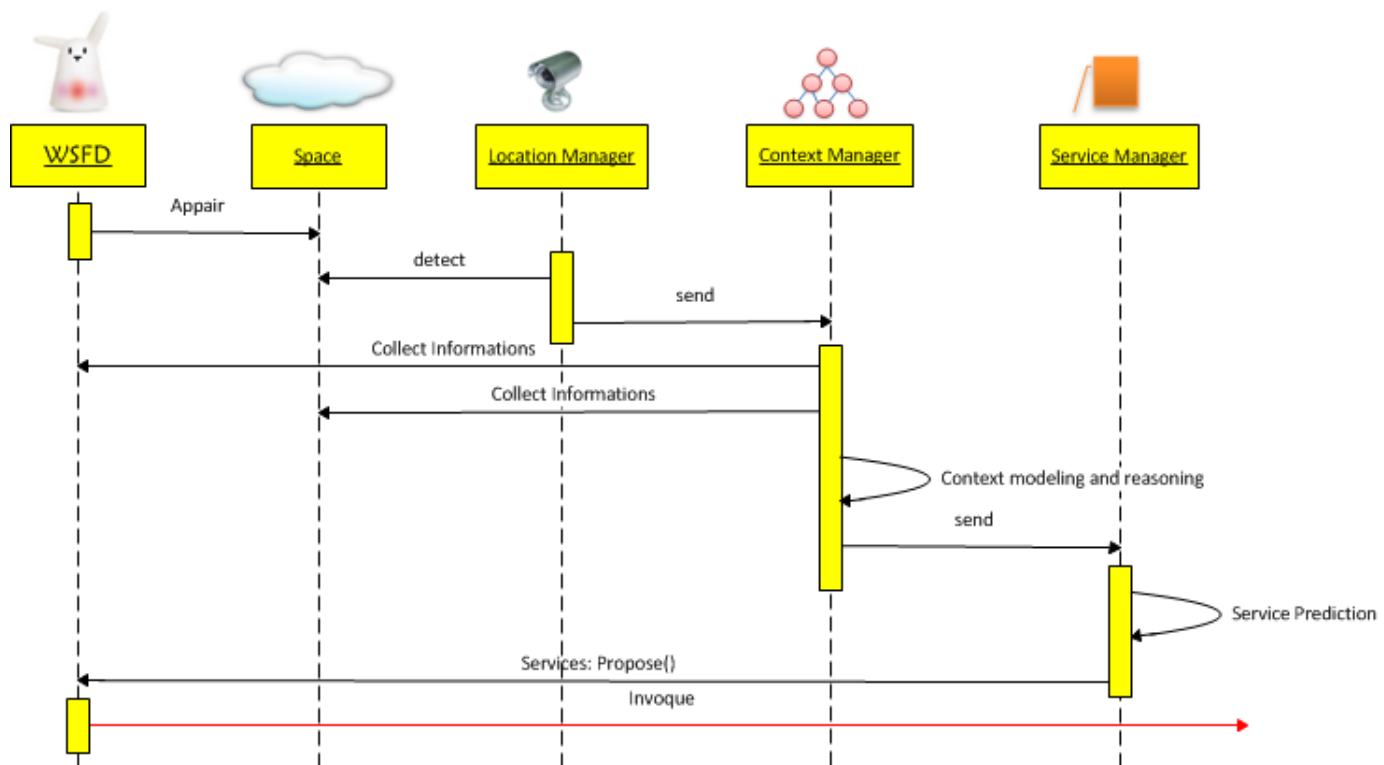 WSFD
Space
Location Manager
Context Manager
Service Manager
Appair
detect
send
Collect Informations
Collect Informations
Context modeling and reasoning
send
Service Prediction
Services: Propose()
Invoque